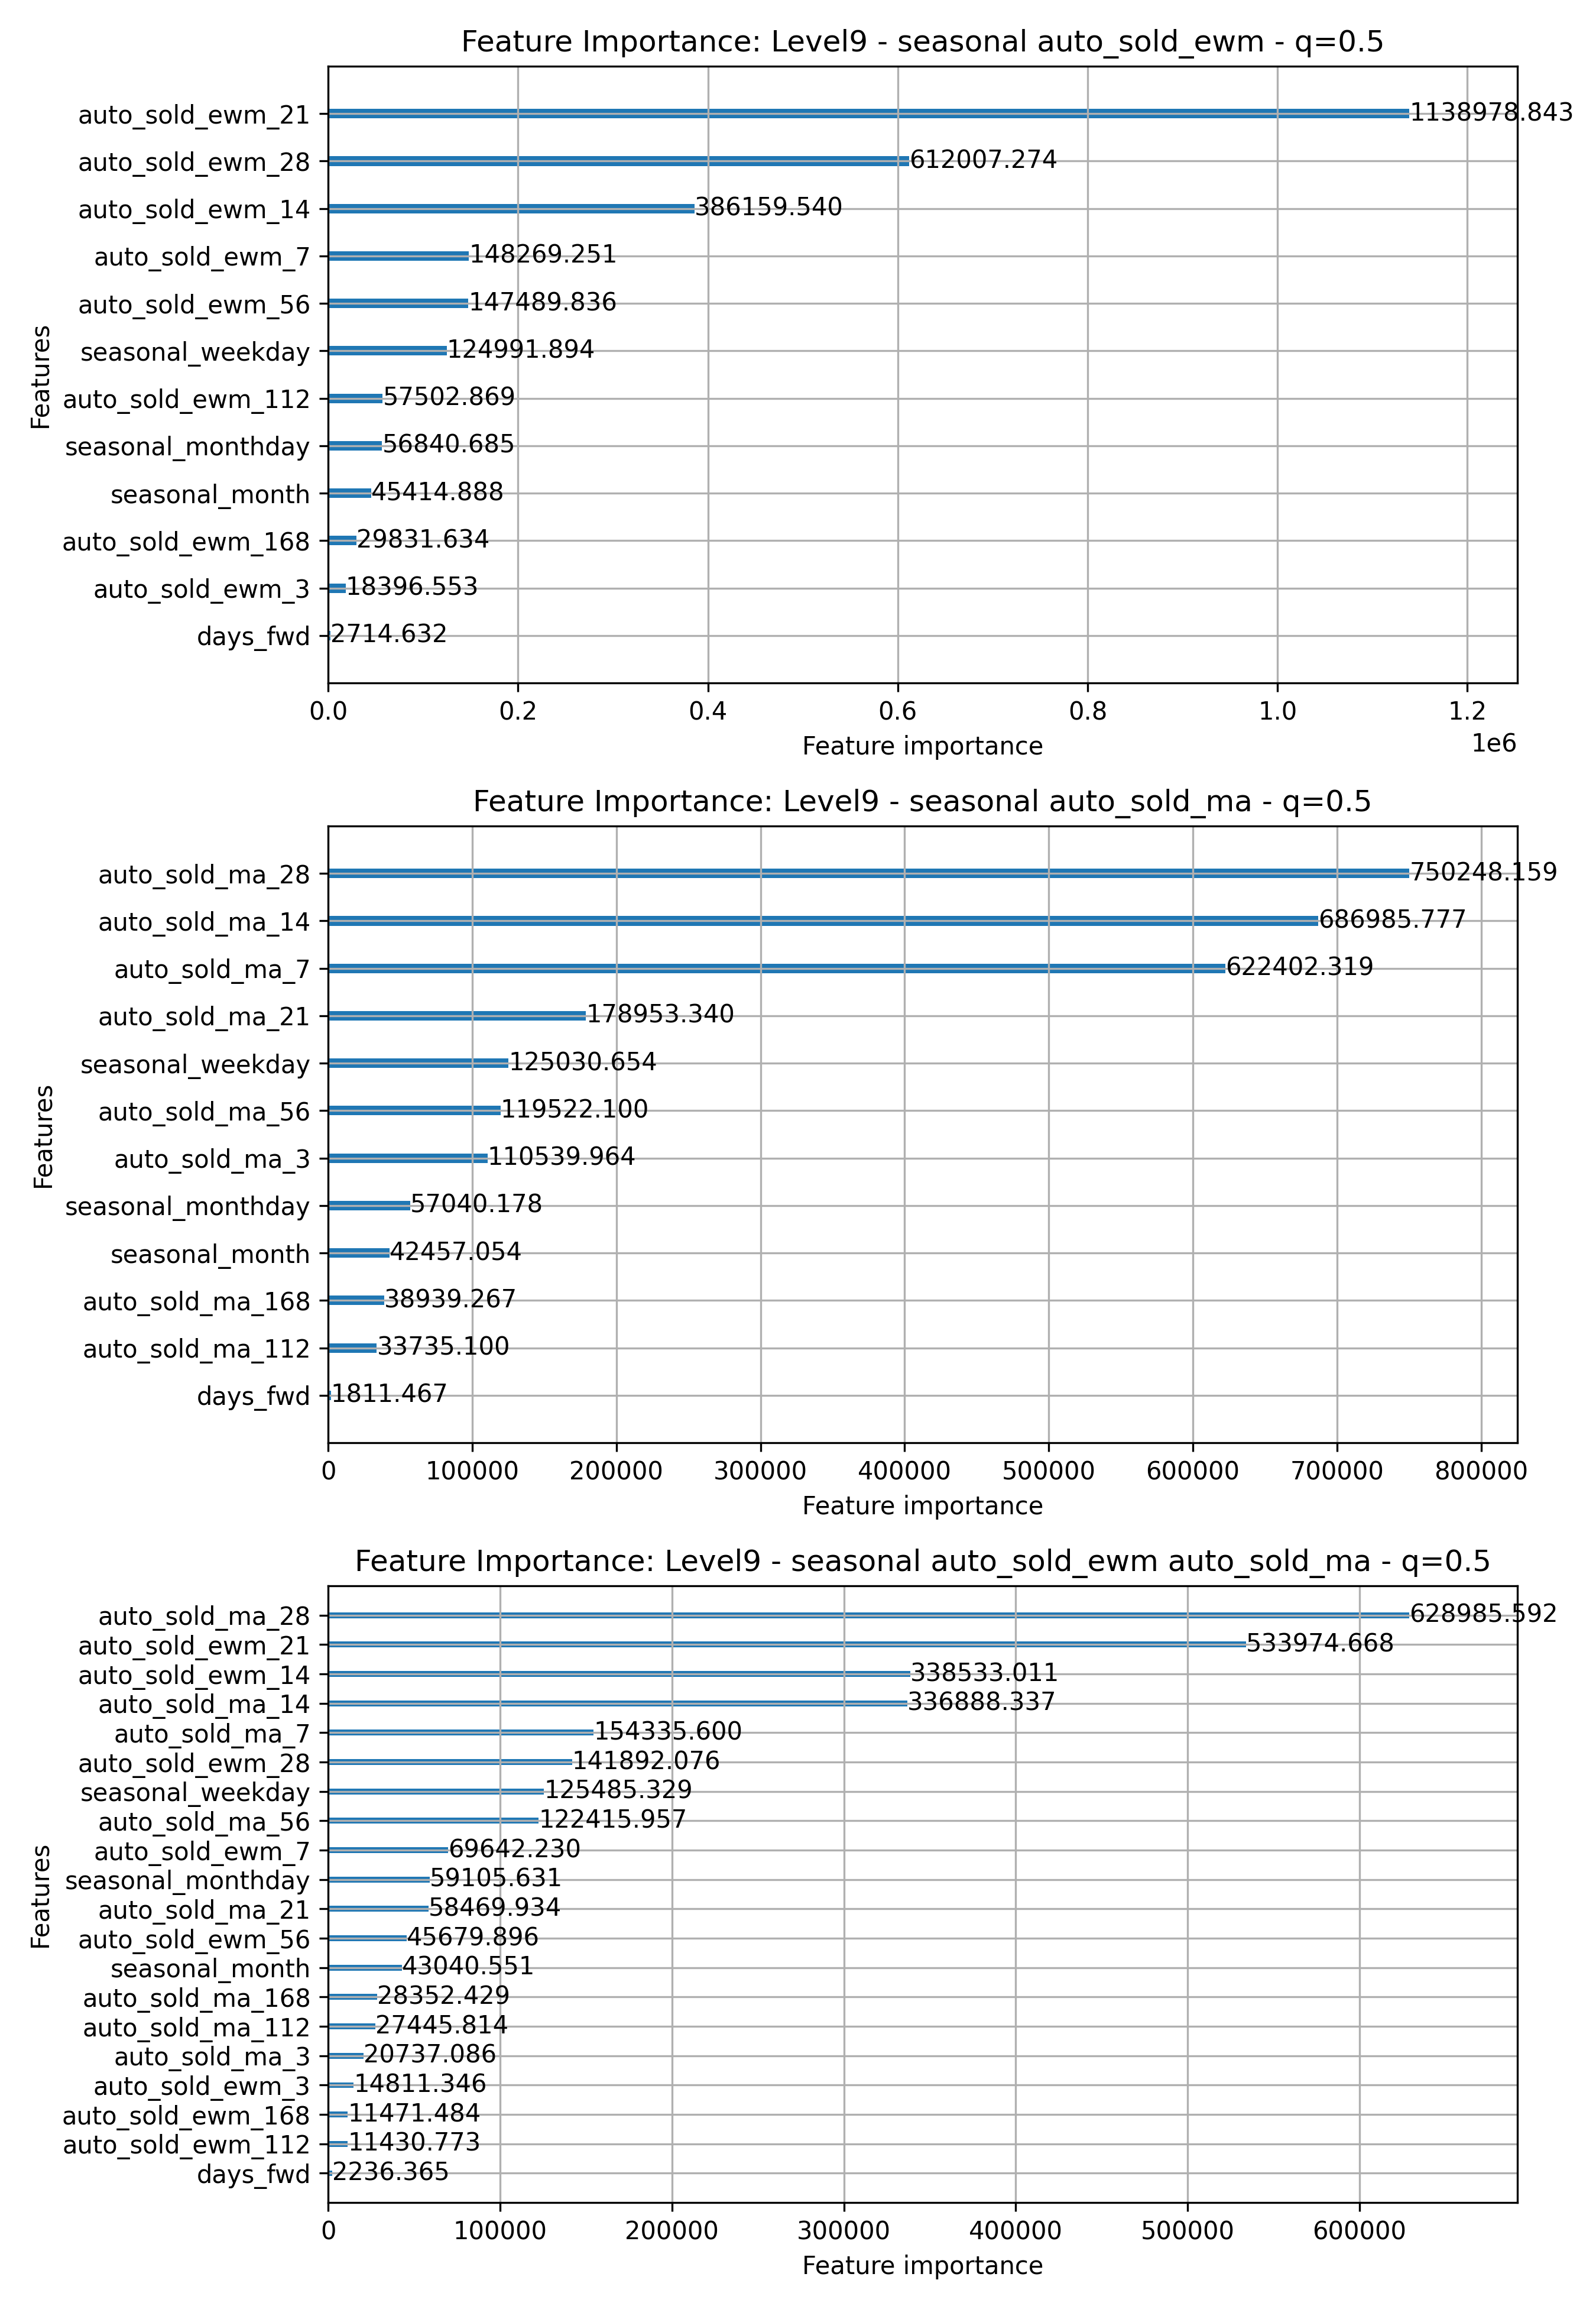 Feature Importance: Level9 - seasonal auto_sold_ewm - q=0.5
auto_sold_ewm_21 1138978.843
auto_sold_ewm_28 612007.274
auto_sold_ewm_14 386159.540
auto_sold_ewm_7 148269.251
auto_sold_ewm_56 147489.836
seasonal_weekday 124991.894
auto_sold_ewm_112 57502.869
seasonal_monthday 56840.685
seasonal_month 45414.888
auto_sold_ewm_168 29831.634
auto_sold_ewm_3 18396.553
days_fwd 2714.632
Features
0.0 0.2 0.4 0.6 0.8 1.0 1.2
1e6
Feature importance
Feature Importance: Level9 - seasonal auto_sold_ma - q=0.5
auto_sold_ma_28 750248.159
auto_sold_ma_14 686985.777
auto_sold_ma_7 622402.319
auto_sold_ma_21 178953.340
seasonal_weekday 125030.654
auto_sold_ma_56 119522.100
auto_sold_ma_3 110539.964
seasonal_monthday 57040.178
seasonal_month 42457.054
auto_sold_ma_168 38939.267
auto_sold_ma_112 33735.100
days_fwd 1811.467
Features
0 100000 200000 300000 400000 500000 600000 700000 800000
Feature importance
Feature Importance: Level9 - seasonal auto_sold_ewm auto_sold_ma - q=0.5
auto_sold_ma_28 628985.592
auto_sold_ewm_21 533974.668
auto_sold_ewm_14 338533.011
auto_sold_ma_14 336888.337
auto_sold_ma_7 154335.600
auto_sold_ewm_28 141892.076
seasonal_weekday 125485.329
auto_sold_ma_56 122415.957
auto_sold_ewm_7 69642.230
seasonal_monthday 59105.631
auto_sold_ma_21 58469.934
auto_sold_ewm_56 45679.896
seasonal_month 43040.551
auto_sold_ma_168 28352.429
auto_sold_ma_112 27445.814
auto_sold_ma_3 20737.086
auto_sold_ewm_3 14811.346
auto_sold_ewm_168 11471.484
auto_sold_ewm_112 11430.773
days_fwd 2236.365
Features
0 100000 200000 300000 400000 500000 600000
Feature importance